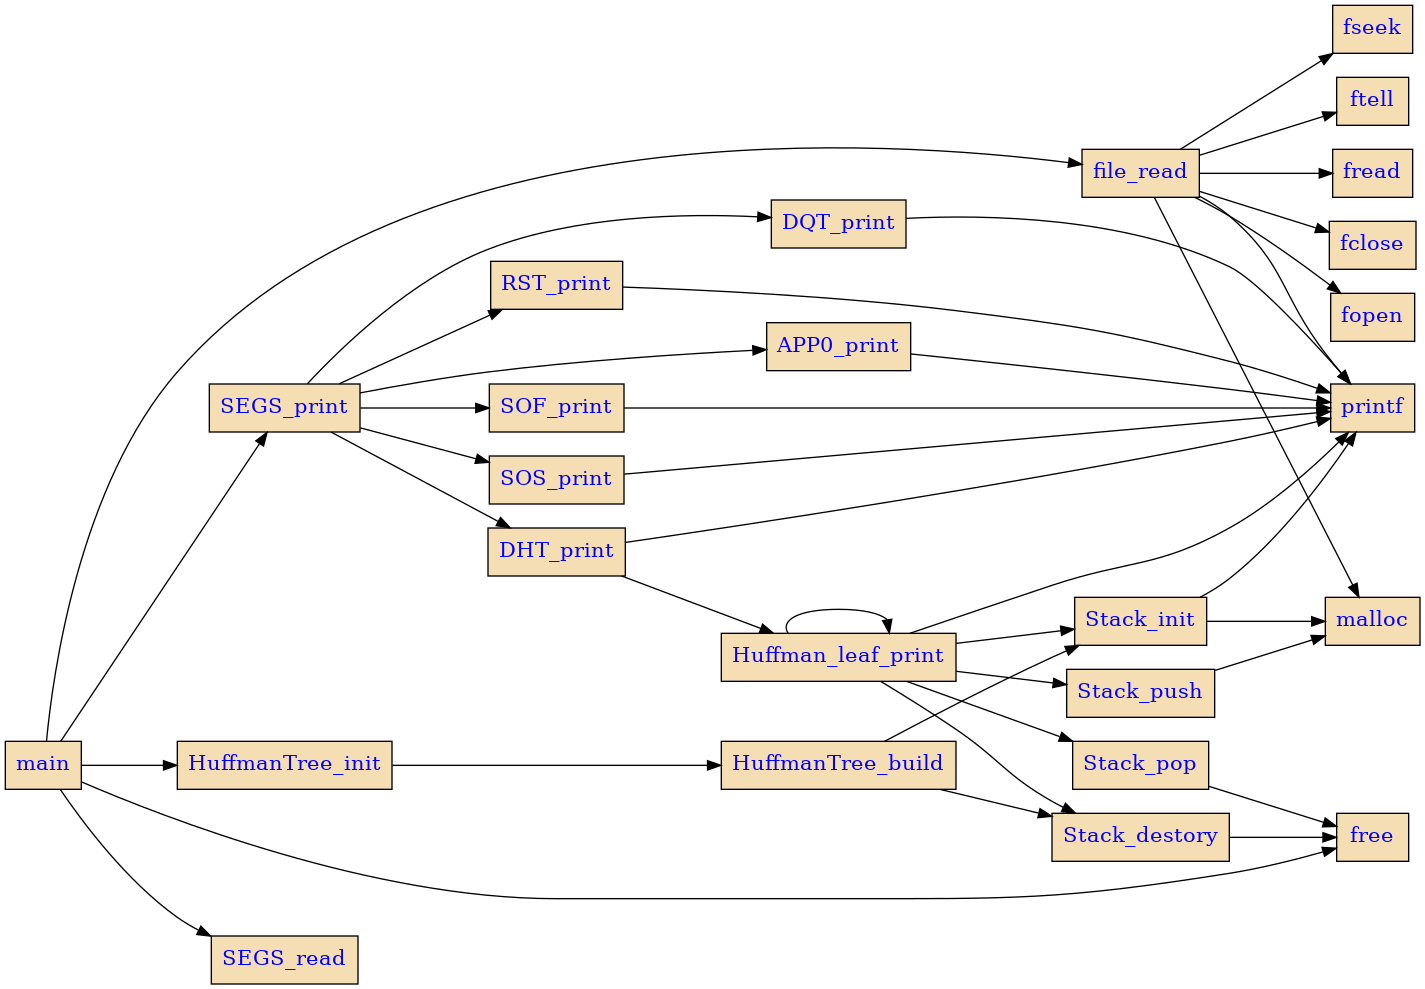 fseek
ftell
file_read
fread
DQT_print
fclose
RST_print
fopen
APP0_print
SEGS_print
SOF_print
printf
SOS_print
DHT_print
Stack_init
malloc
Huffman_leaf_print
Stack_push
main
HuffmanTree_init
HuffmanTree_build
Stack_pop
Stack_destory
free
SEGS_read